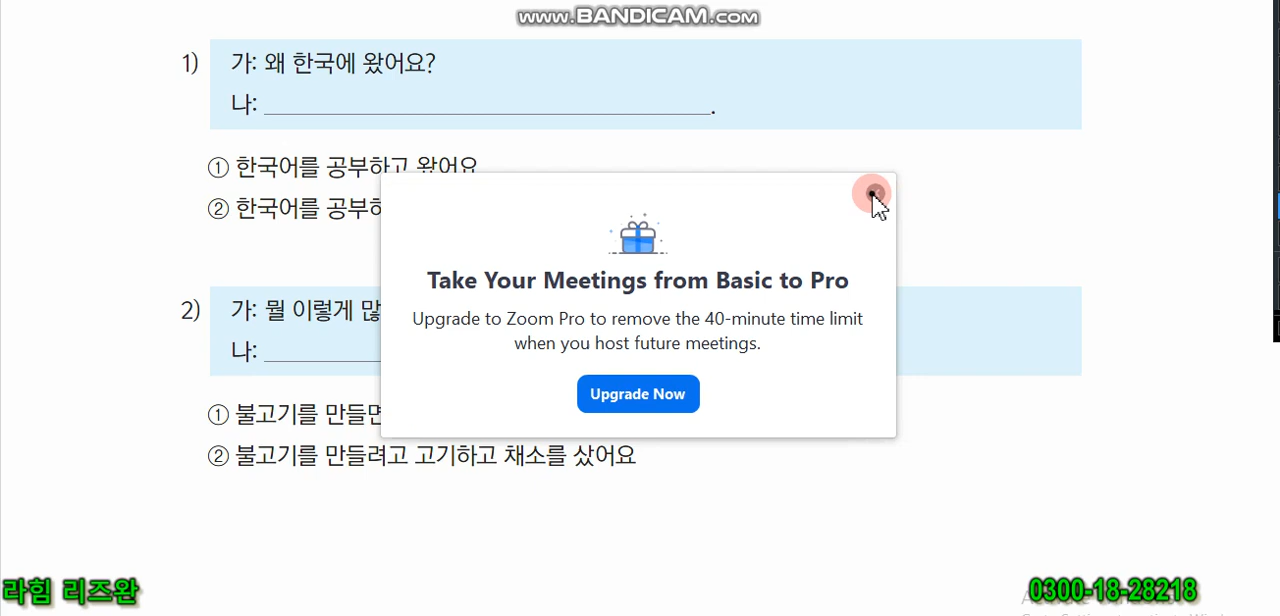 www.BANDICAM.com
1) 가: 왜 한국에 왔어요?
나: ______________________.
① 한국어를 공부하고 왔어요
② 한국어를 공부하
Take Your Meetings from Basic to Pro
Upgrade to Zoom Pro to remove the 40-minute time limit
when you host future meetings.
Upgrade Now
2) 가: 뭘 이렇게 많
나: ______
① 불고기를 만들면
② 불고기를 만들려고 고기하고 채소를 샀어요
라힘 리즈완
0300-18-28218